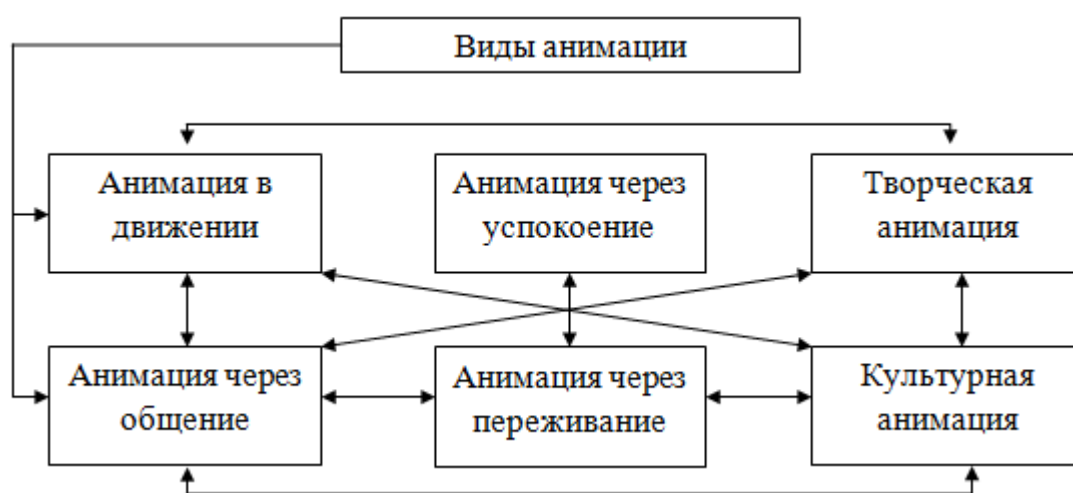 Виды анимации
Анимация в
движении
Анимация через
успокоение
Творческая
анимация
Анимация через
общение
Анимация через
переживание
Культурная
анимация